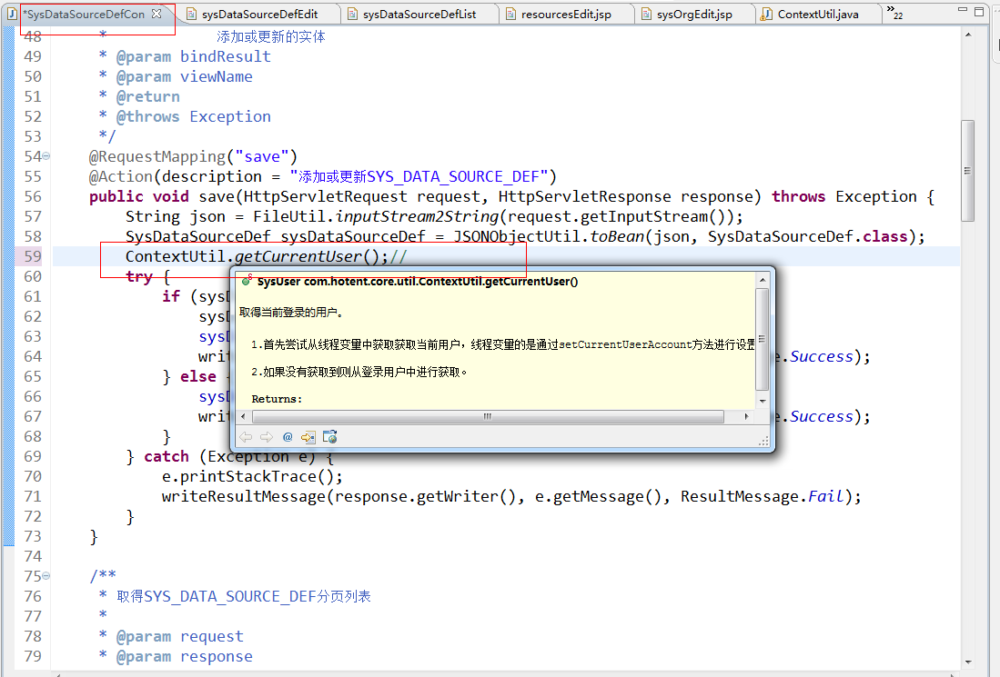 *SysDataSourceDefCon sysDataSourceDefEdit sysDataSourceDefList resourcesEdit.jsp sysOrgEdit.jsp ContextUtil.java »22
48 * 添加或更新的实体
49 * @param bindResult
50 * @param viewName
51 * @return
52 * @throws Exception
53 */
54 @RequestMapping("save")
55 @Action(description = "添加或更新SYS_DATA_SOURCE_DEF")
56 public void save(HttpServletRequest request, HttpServletResponse response) throws Exception {
57 String json = FileUtil.inputStream2String(request.getInputStream());
58 SysDataSourceDef sysDataSourceDef = JSONObjectUtil.toBean(json, SysDataSourceDef.class);
59 ContextUtil.getCurrentUser();//
60 try {
SysUser com.hotent.core.util.ContextUtil.getCurrentUser()
61 if (sysD
62 sysD
取得当前登录的用户。
63 sysD
1.首先尝试从线程变量中获取获取当前用户，线程变量的是通过setCurrentUserAccount方法进行设置
64 writ e.Success);
65 } else {
2.如果没有获取到则从登录用户中进行获取。
66 sysD
Returns:
67 writ e.Success);
68 }
69 } catch (Exception e) {
70 e.printStackTrace();
71 writeResultMessage(response.getWriter(), e.getMessage(), ResultMessage.Fail);
72 }
73 }
74
75 /**
76 * 取得SYS_DATA_SOURCE_DEF分页列表
77 *
78 * @param request
79 * @param response